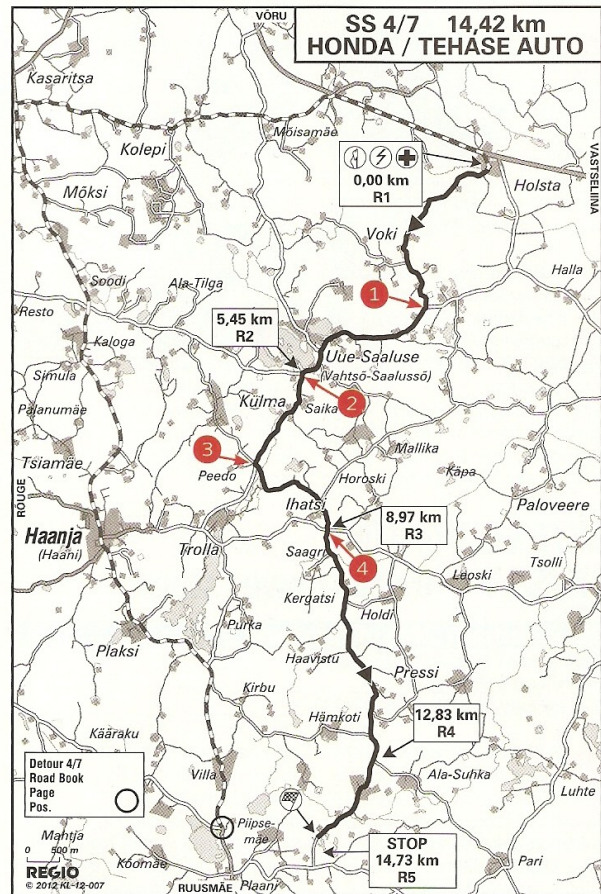 VÕRU
SS 4/7 14,42 km
HONDA / TEHASE AUTO
Kasaritsa
Mõisamäe
Kolepi
0,00 km
R1
VASTSELIINA
Holsta
Mõksi
Voki
Halla
Soodi
Ala-Tilga
1
Resto
5,45 km
R2
Kaloga
Uue-Saaluse
(Vahtsõ-Saalussõ)
Simula
Palanumäe
Külma
Saika
2
3
Mallika
Tsiamäe
Peedo
Horoski
Käpa
RÕUGE
Ihatsi
8,97 km
R3
Paloveere
Haanja
(Haani)
Trolla
Saagri
4
Tsolli
Leoski
Kergatsi
Holdi
Plaksi
Purka
Haavistu
Pressi
Kirbu
12,83 km
R4
Hämkoti
Kääraku
Detour 4/7
Road Book
Page
Pos.
Villa
Ala-Suhka
Luhte
Mahtja
Piipse-
mäe
STOP
14,73 km
R5
0 500 m
REGIO
© 2012 KL-12-007
Koomäe
RUUSMÄE
Plaani
Pari